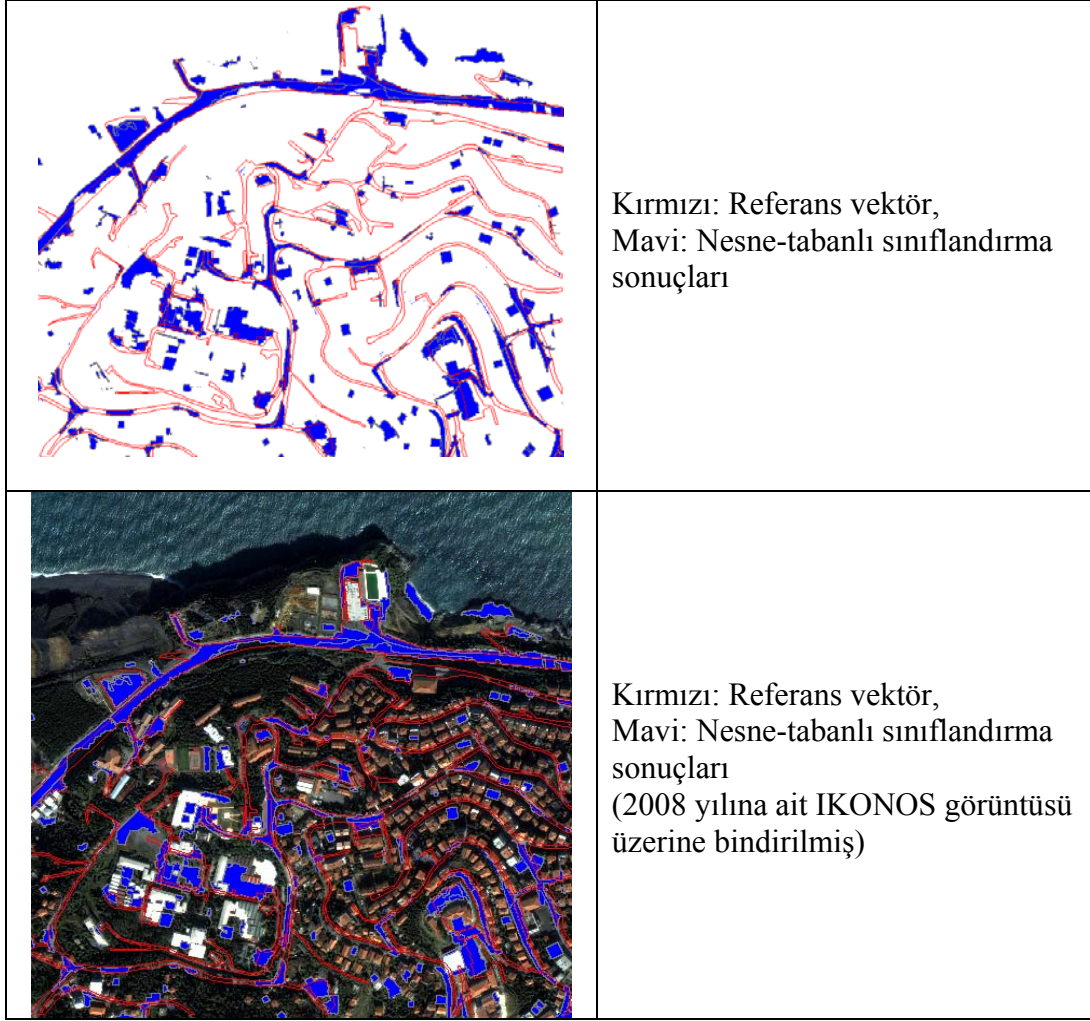 Kırmızı: Referans vektör,
Mavi: Nesne-tabanlı sınıflandırma
sonuçları
Kırmızı: Referans vektör,
Mavi: Nesne-tabanlı sınıflandırma
sonuçları
(2008 yılına ait IKONOS görüntüsü
üzerine bindirilmiş)